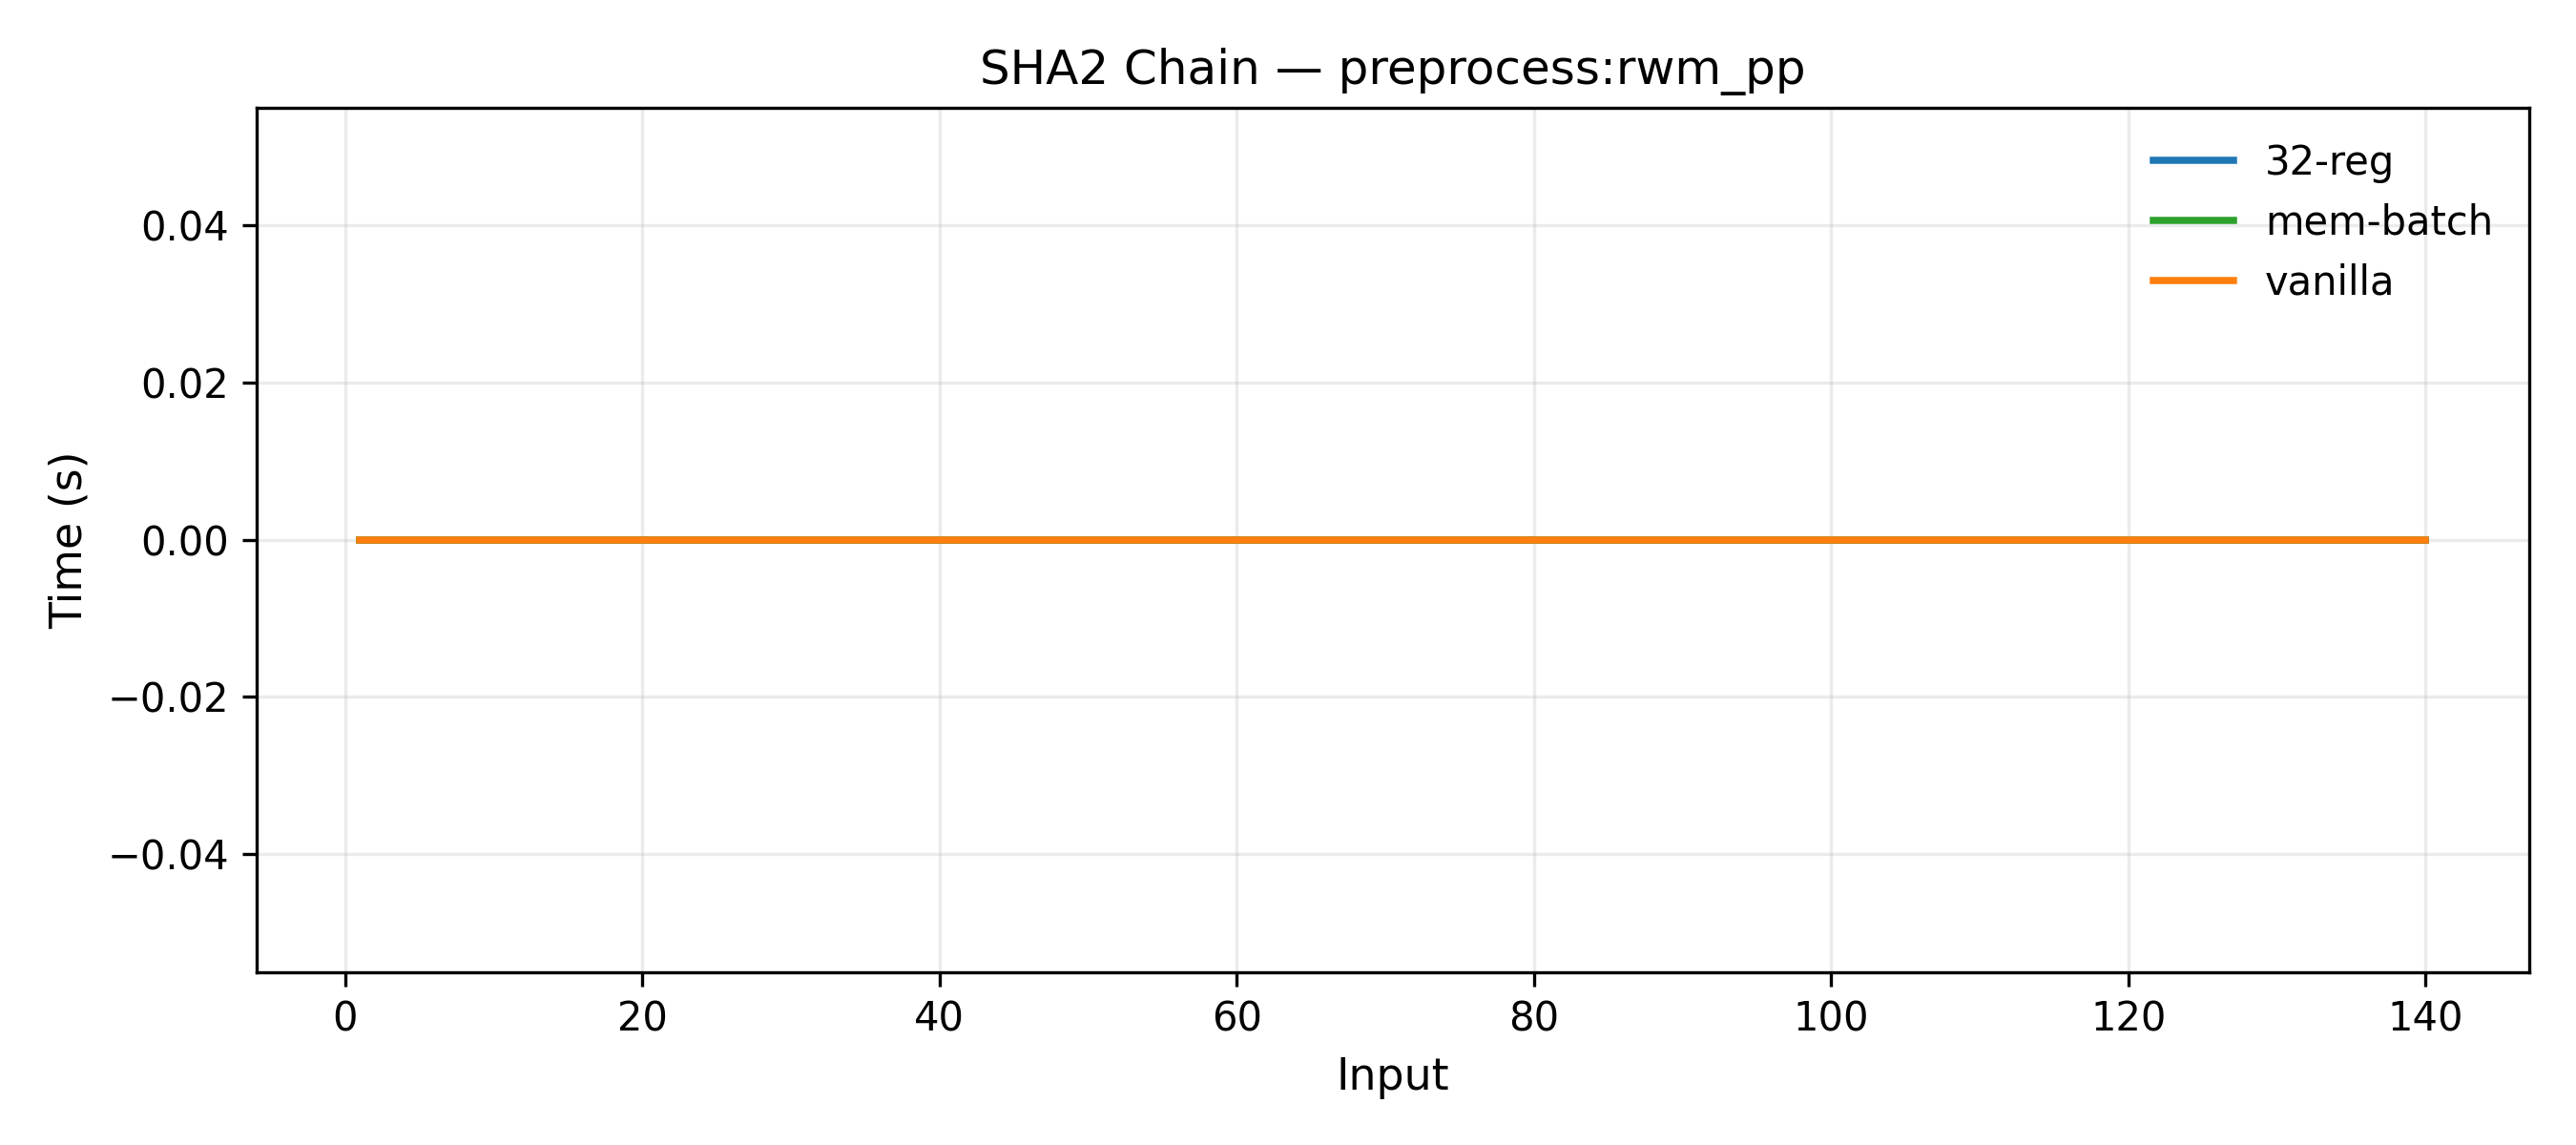 SHA2 Chain — preprocess:rwm_pp
32-reg
mem-batch
vanilla
Time (s)
0.04
0.02
0.00
−0.02
−0.04
0 20 40 60 80 100 120 140
Input